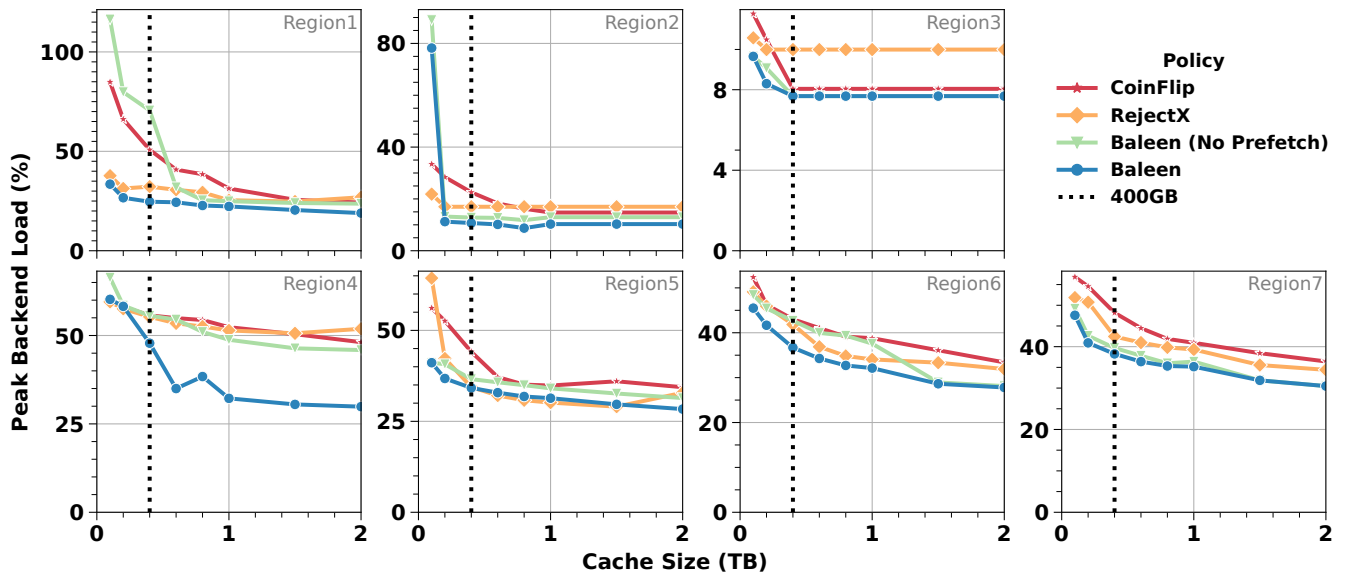 Region1
Region2
Region3
100
50
0
80
40
0
8
4
0
Policy
CoinFlip
RejectX
Baleen (No Prefetch)
Baleen
400GB
Peak Backend Load (%)
Region4
Region5
Region6
Region7
50
25
0
50
25
0
40
20
0
40
20
0
0 1 2
0 1 2
0 1 2
0 1 2
Cache Size (TB)